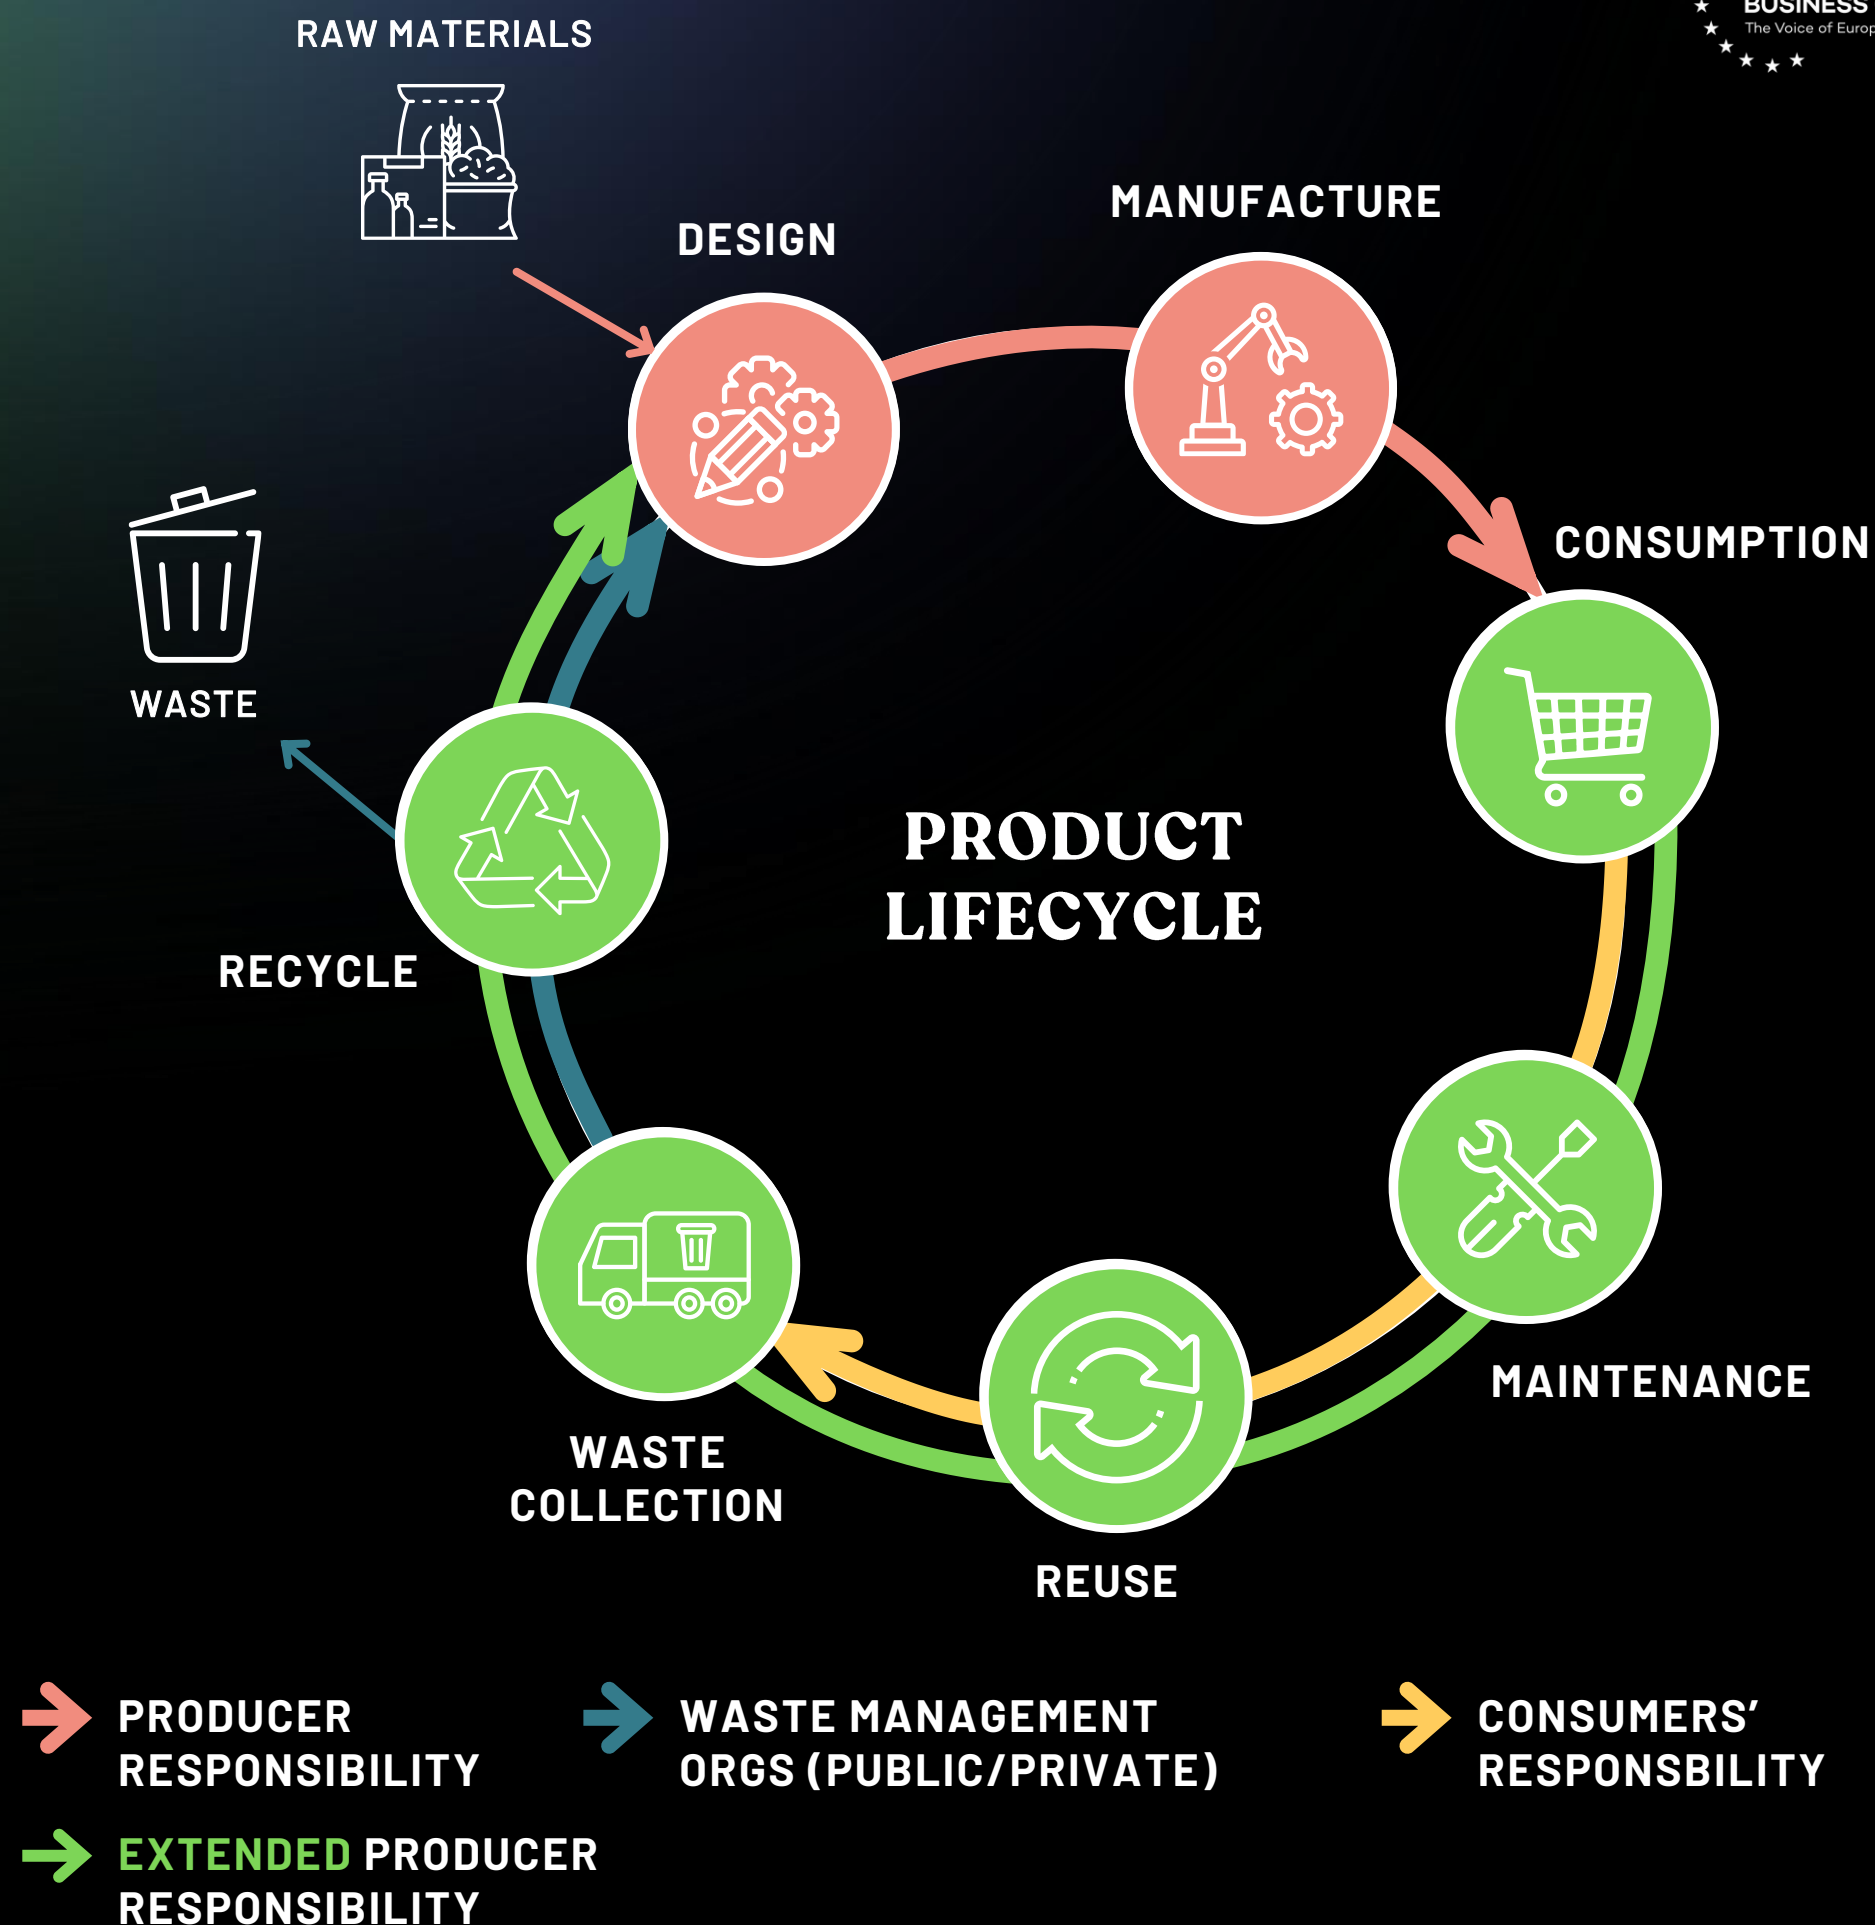 RAW MATERIALS
BUSINESS
The Voice of
MANUFACTURE
DESIGN
CONSUMPTION
WASTE
PRODUCT
LIFECYCLE
RECYCLE
MAINTENANCE
WASTE
COLLECTION
REUSE
PRODUCER
RESPONSIBILITY
WASTE MANAGEMENT
ORGS (PUBLIC/PRIVATE)
CONSUMERS’
RESPONSBILITY
EXTENDED PRODUCER
RESPONSIBILITY